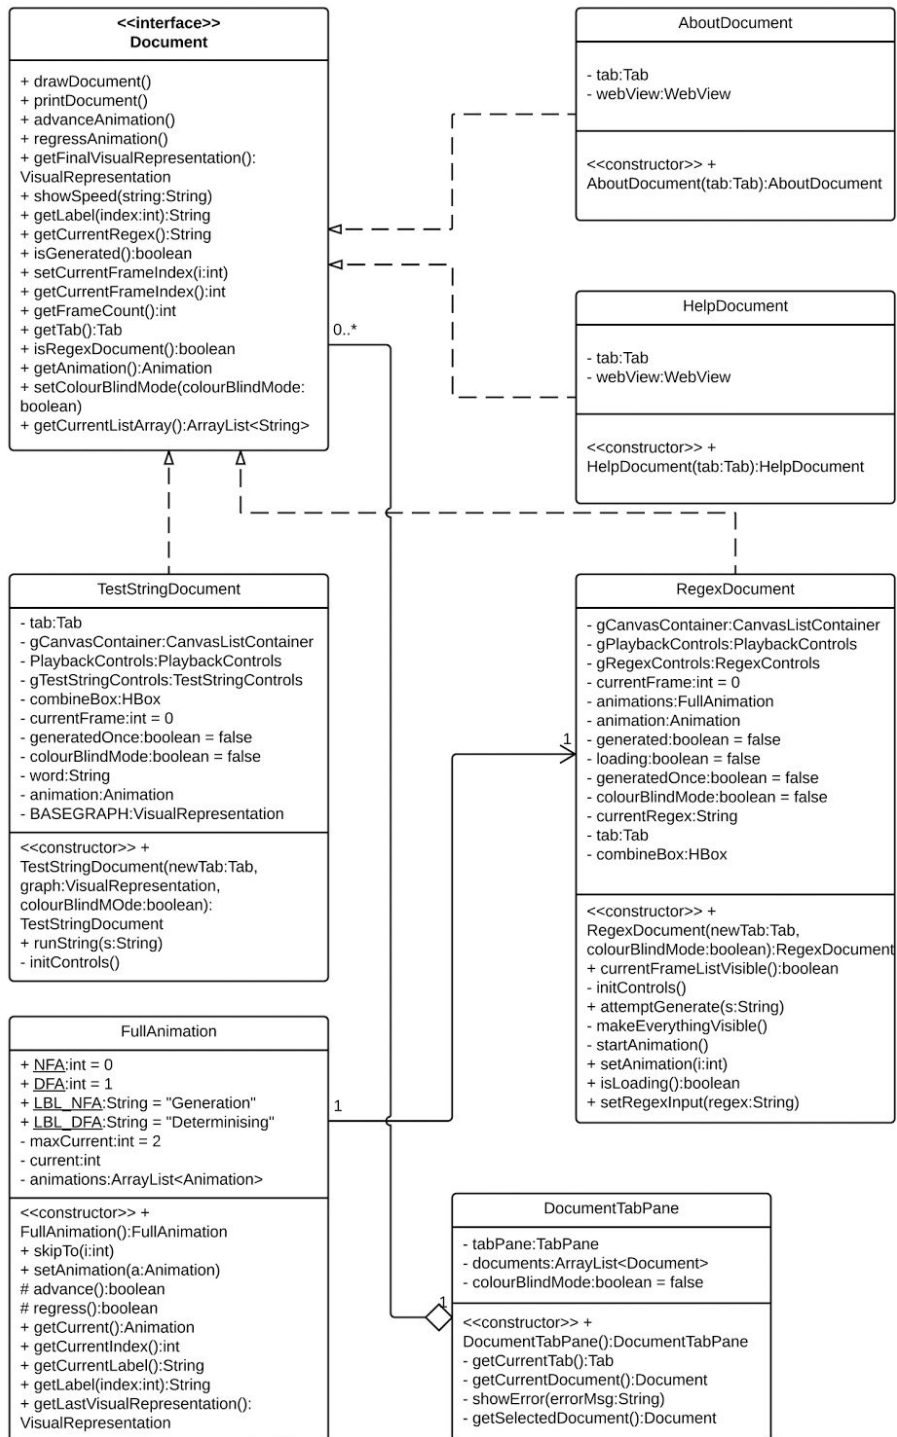 <<interface>>
Document
+ drawDocument()
+ printDocument()
+ advanceAnimation()
+ regressAnimation()
+ getFinalVisualRepresentation():
VisualRepresentation
+ showSpeed(string:String)
+ getLabel(index:int):String
+ getCurrentRegex():String
+ isGenerated():boolean
+ setCurrentFrameIndex(i:int)
+ getCurrentFrameIndex():int
+ getFrameCount():int
+ getTab():Tab
+ isRegexDocument():boolean
+ getAnimation():Animation
+ setColourBlindMode(colourBlindMode:
boolean)
+ getCurrentListArray():ArrayList<String>
0..*
AboutDocument
- tab:Tab
- webView:WebView
<<constructor>> +
AboutDocument(tab:Tab):AboutDocument
HelpDocument
- tab:Tab
- webView:WebView
<<constructor>> +
HelpDocument(tab:Tab):HelpDocument
TestStringDocument
- tab:Tab
- gCanvasContainer:CanvasListContainer
- PlaybackControls:PlaybackControls
- gTestStringControls:TestStringControls
- combineBox:HBox
- currentFrame:int = 0
- generatedOnce:boolean = false
- colourBlindMode:boolean = false
- word:String
- animation:Animation
- BASEGRAPH:VisualRepresentation
<<constructor>> +
TestStringDocument(newTab:Tab,
graph:VisualRepresentation,
colourBlindMOde:boolean):
TestStringDocument
+ runString(s:String)
- initControls()
RegexDocument
- gCanvasContainer:CanvasListContainer
- gPlaybackControls:PlaybackControls
- gRegexControls:RegexControls
- currentFrame:int = 0
- animations:FullAnimation
- animation:Animation
- generated:boolean = false
- loading:boolean = false
- generatedOnce:boolean = false
- colourBlindMode:boolean = false
- currentRegex:String
- tab:Tab
- combineBox:HBox
<<constructor>> +
RegexDocument(newTab:Tab,
colourBlindMode:boolean):RegexDocument
+ currentFrameListVisible():boolean
- initControls()
+ attemptGenerate(s:String)
- makeEverythingVisible()
- startAnimation()
+ setAnimation(i:int)
+ isLoading():boolean
+ setRegexInput(regex:String)
1
FullAnimation
+ NFA:int = 0
+ DFA:int = 1
+ LBL_NFA:String = "Generation"
+ LBL_DFA:String = "Determinising"
- maxCurrent:int = 2
- current:int
- animations:ArrayList<Animation>
<<constructor>> +
FullAnimation():FullAnimation
+ skipTo(i:int)
+ setAnimation(a:Animation)
# advance():boolean
# regress():boolean
+ getCurrent():Animation
+ getCurrentIndex():int
+ getCurrentLabel():String
+ getLabel(index:int):String
+ getLastVisualRepresentation():
VisualRepresentation
1
DocumentTabPane
- tabPane:TabPane
- documents:ArrayList<Document>
- colourBlindMode:boolean = false
1
<<constructor>> +
DocumentTabPane():DocumentTabPane
- getCurrentTab():Tab
- getCurrentDocument():Document
- showError(errorMsg:String)
- getSelectedDocument():Document